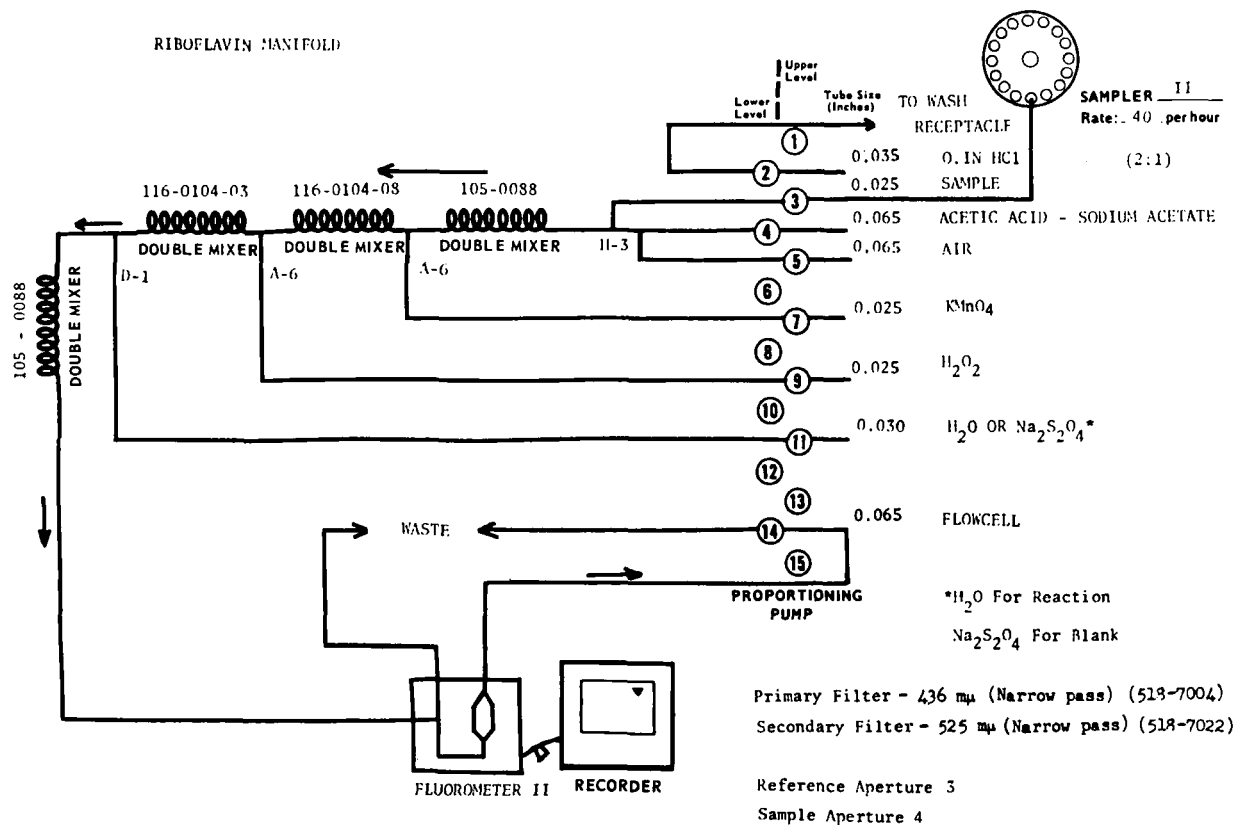 RIBOFLAVIN MANIFOLD
Upper Level
Lower Level
Tube Size (Inches)
TO WASH RECEPTACLE
SAMPLER II
Rate: 40 per hour
(2:1)
1
2 0.035 0.1N HCl
3 0.025 SAMPLE
4 0.065 ACETIC ACID - SODIUM ACETATE
5 0.065 AIR
6
7 0.025 KMnO4
8
9 0.025 H2O2
10
11 0.030 H2O OR Na2S2O4*
12
13
14 0.065 FLOWCELL
15
PROPORTIONING PUMP
116-0104-03
DOUBLE MIXER
116-0104-08
DOUBLE MIXER
105-0088
DOUBLE MIXER
H-3
D-1
A-6
A-6
105 - 0088
DOUBLE MIXER
WASTE
FLUOROMETER II
RECORDER
*H2O For Reaction
Na2S2O4 For Blank
Primary Filter - 436 mμ (Narrow pass) (518-7004)
Secondary Filter - 525 mμ (Narrow pass) (518-7022)
Reference Aperture 3
Sample Aperture 4